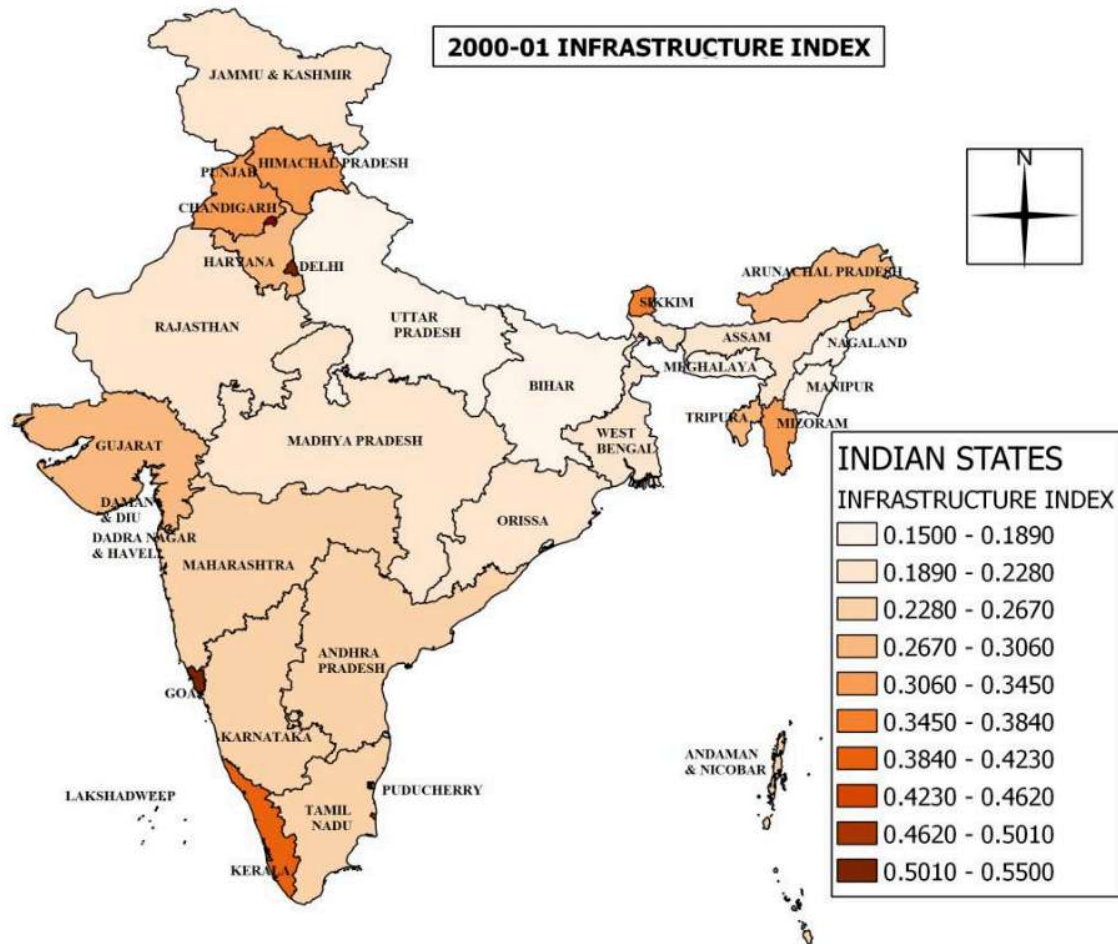 2000-01 INFRASTRUCTURE INDEX
JAMMU & KASHMIR
N
HIMACHAL PRADESH
PUNJAB
CHANDIGARH
HARYANA
DELHI
ARUNACHAL PRADESH
SIKKIM
RAJASTHAN
UTTAR
PRADESH
ASSAM
NAGALAND
MEGHALAYA
BIHAR
MANIPUR
TRIPURA
MIZORAM
GUJARAT
MADHYA PRADESH
WEST
BENGAL
DAMAN
& DIU
DADRA NAGAR
& HAVELI
ORISSA
MAHARASHTRA
ANDHRA
PRADESH
GOA
KARNATAKA
ANDAMAN
& NICOBAR
LAKSHADWEEP
PUDUCHERRY
TAMIL
NADU
KERALA
INDIAN STATES
INFRASTRUCTURE INDEX
0.1500 - 0.1890
0.1890 - 0.2280
0.2280 - 0.2670
0.2670 - 0.3060
0.3060 - 0.3450
0.3450 - 0.3840
0.3840 - 0.4230
0.4230 - 0.4620
0.4620 - 0.5010
0.5010 - 0.5500